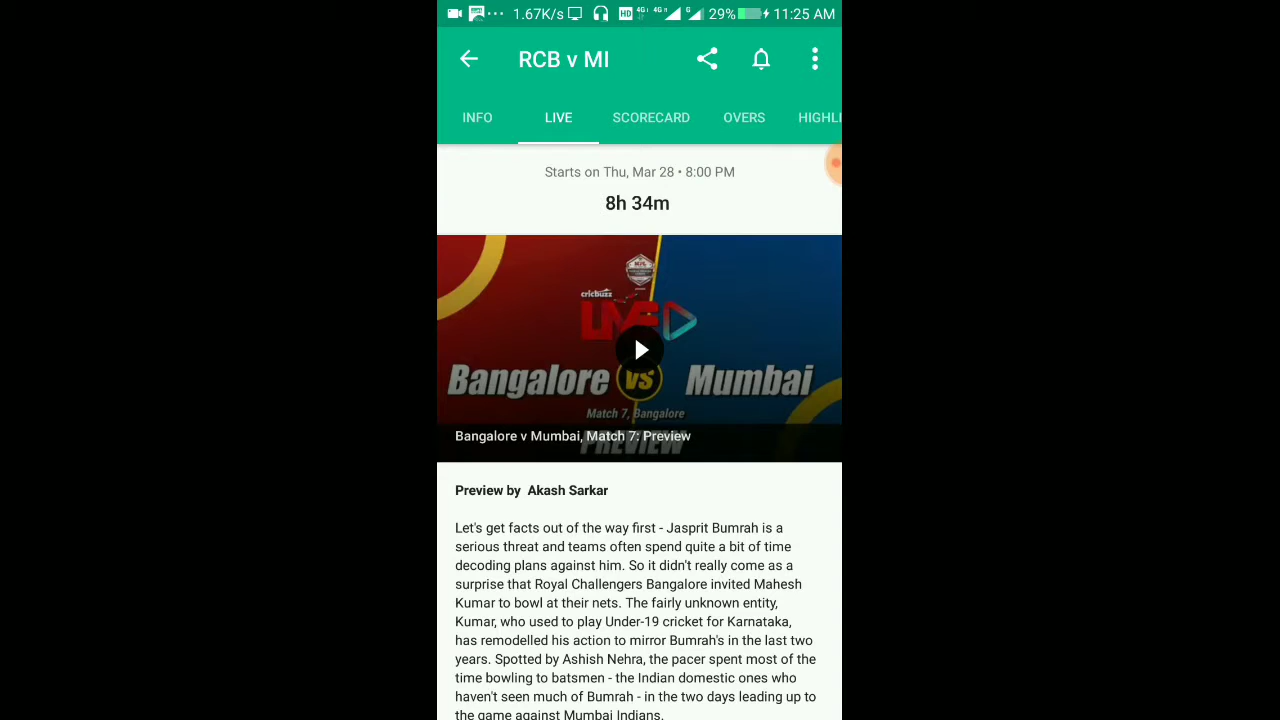 1.67K/s HD 4G 4G G 29% 11:25 AM
RCB v MI
INFO LIVE SCORECARD OVERS HIGHLI
Starts on Thu, Mar 28 • 8:00 PM
8h 34m
cricbuzz
LIVE
Bangalore vs Mumbai
Match 7, Bangalore
PREVIEW
Bangalore v Mumbai, Match 7: Preview
Preview by Akash Sarkar
Let's get facts out of the way first - Jasprit Bumrah is a
serious threat and teams often spend quite a bit of time
decoding plans against him. So it didn't really come as a
surprise that Royal Challengers Bangalore invited Mahesh
Kumar to bowl at their nets. The fairly unknown entity,
Kumar, who used to play Under-19 cricket for Karnataka,
has remodelled his action to mirror Bumrah's in the last two
years. Spotted by Ashish Nehra, the pacer spent most of the
time bowling to batsmen - the Indian domestic ones who
haven't seen much of Bumrah - in the two days leading up to
the game against Mumbai Indians.